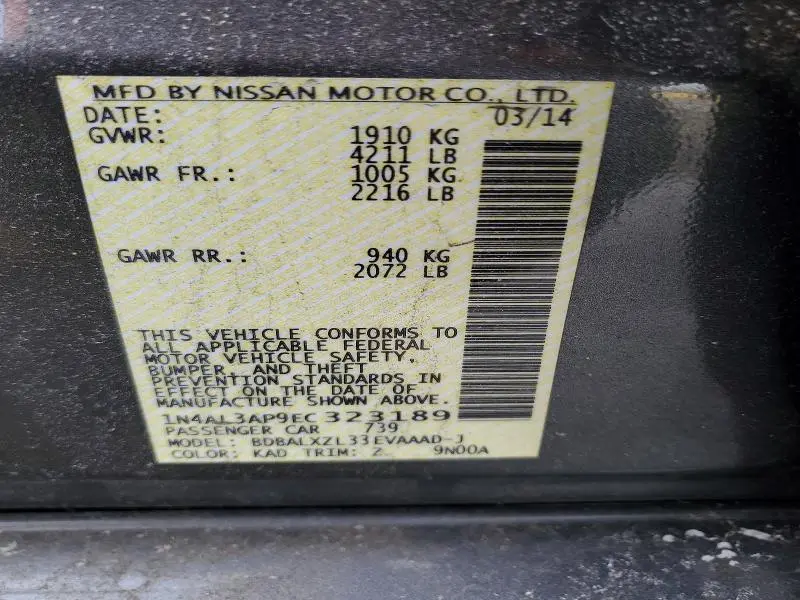 MFD BY NISSAN MOTOR CO., LTD.
DATE: 03/14
GVWR: 1910 KG
4211 LB
GAWR FR.: 1005 KG
2216 LB
GAWR RR.: 940 KG
2072 LB
THIS VEHICLE CONFORMS TO
ALL APPLICABLE FEDERAL
MOTOR VEHICLE SAFETY,
BUMPER, AND THEFT
PREVENTION STANDARDS IN
EFFECT ON THE DATE OF
MANUFACTURE SHOWN ABOVE.
1N4AL3AP9EC323189
PASSENGER CAR 739
MODEL: BDBALXZL33EVAAAD-J
COLOR: KAD TRIM: Z 9N00A